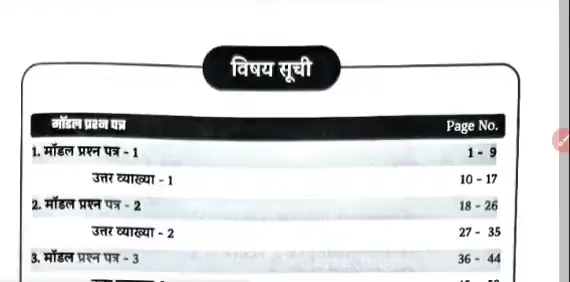 विषय सूची
मॉडल प्रश्न पत्र Page No.
1. मॉडल प्रश्न पत्र - 1 1 - 9
उत्तर व्याख्या - 1 10 - 17
2. मॉडल प्रश्न पत्र - 2 18 - 26
उत्तर व्याख्या - 2 27 - 35
3. मॉडल प्रश्न पत्र - 3 36 - 44